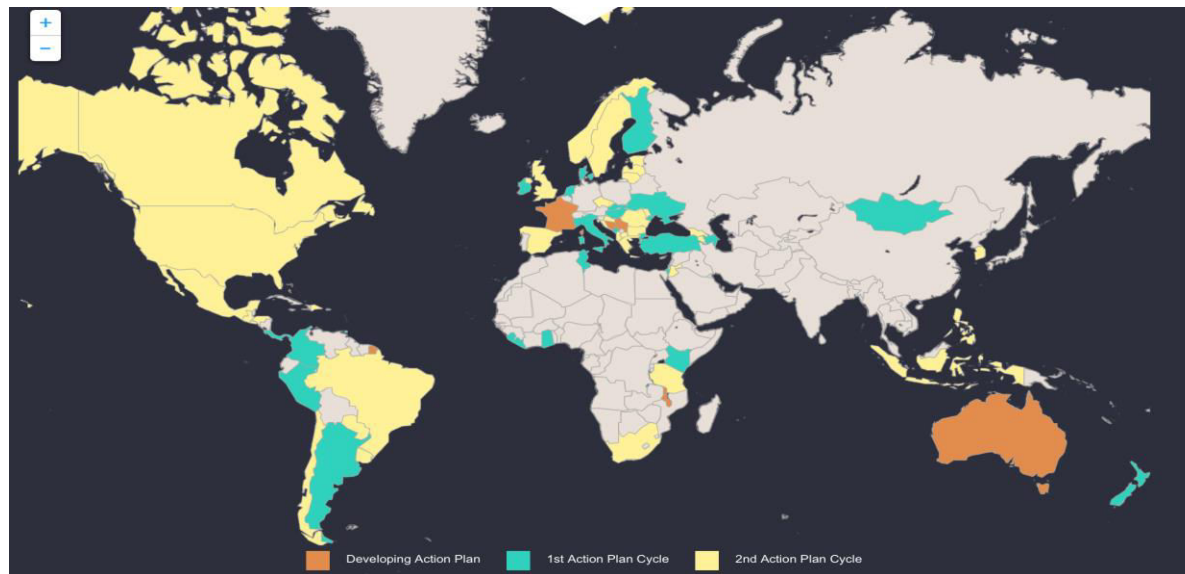 +
−
Developing Action Plan
1st Action Plan Cycle
2nd Action Plan Cycle